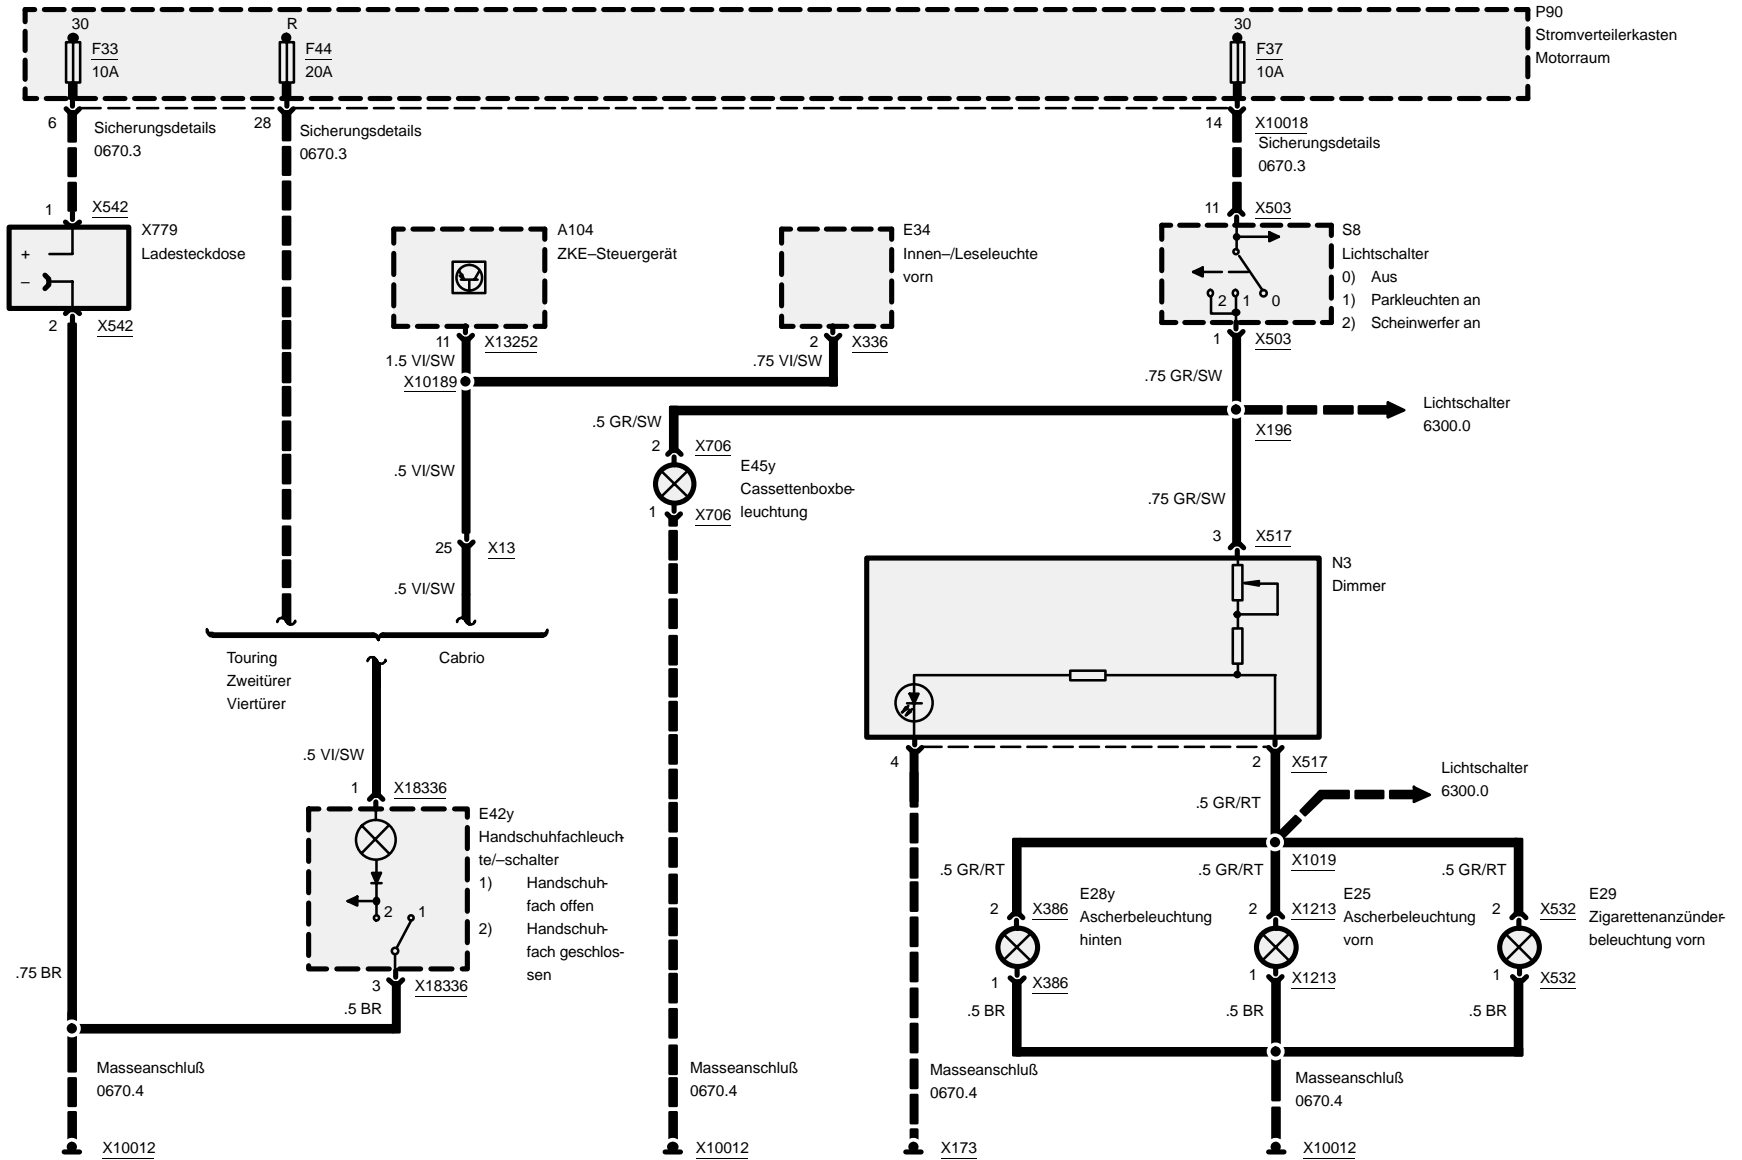 30
R
30
P90
Stromverteilerkasten
Motorraum
F33
10A
F44
20A
F37
10A
6
Sicherungsdetails
0670.3
28
Sicherungsdetails
0670.3
14
X10018
Sicherungsdetails
0670.3
1
X542
11
X503
X779
Ladesteckdose
+
–
A104
ZKE–Steuergerät
E34
Innen–/Leseleuchte
vorn
S8
Lichtschalter
0) Aus
1) Parkleuchten an
2) Scheinwerfer an
2 1 0
2
X542
11
X13252
2
X336
1
X503
1.5 VI/SW
.75 VI/SW
.75 GR/SW
X10189
Lichtschalter
6300.0
.5 GR/SW
X196
2
X706
.5 VI/SW
E45y
Cassettenboxbe-
leuchtung
1
X706
.75 GR/SW
25
X13
3
X517
N3
Dimmer
.5 VI/SW
Touring
Zweitürer
Viertürer
Cabrio
.5 VI/SW
4
2
X517
Lichtschalter
6300.0
1
X18336
.5 GR/RT
E42y
Handschuhfachleuch-
te/–schalter
1) Handschuh-
fach offen
2) Handschuh-
fach geschlos-
sen
2
1
X1019
.5 GR/RT
.5 GR/RT
.5 GR/RT
2
X386
E28y
Ascherbeleuchtung
hinten
2
X1213
E25
Ascherbeleuchtung
vorn
2
X532
E29
Zigarettenanzünder-
beleuchtung vorn
.75 BR
3
X18336
1
X386
1
X1213
1
X532
.5 BR
.5 BR
.5 BR
.5 BR
Masseanschluß
0670.4
Masseanschluß
0670.4
Masseanschluß
0670.4
Masseanschluß
0670.4
X10012
X10012
X173
X10012